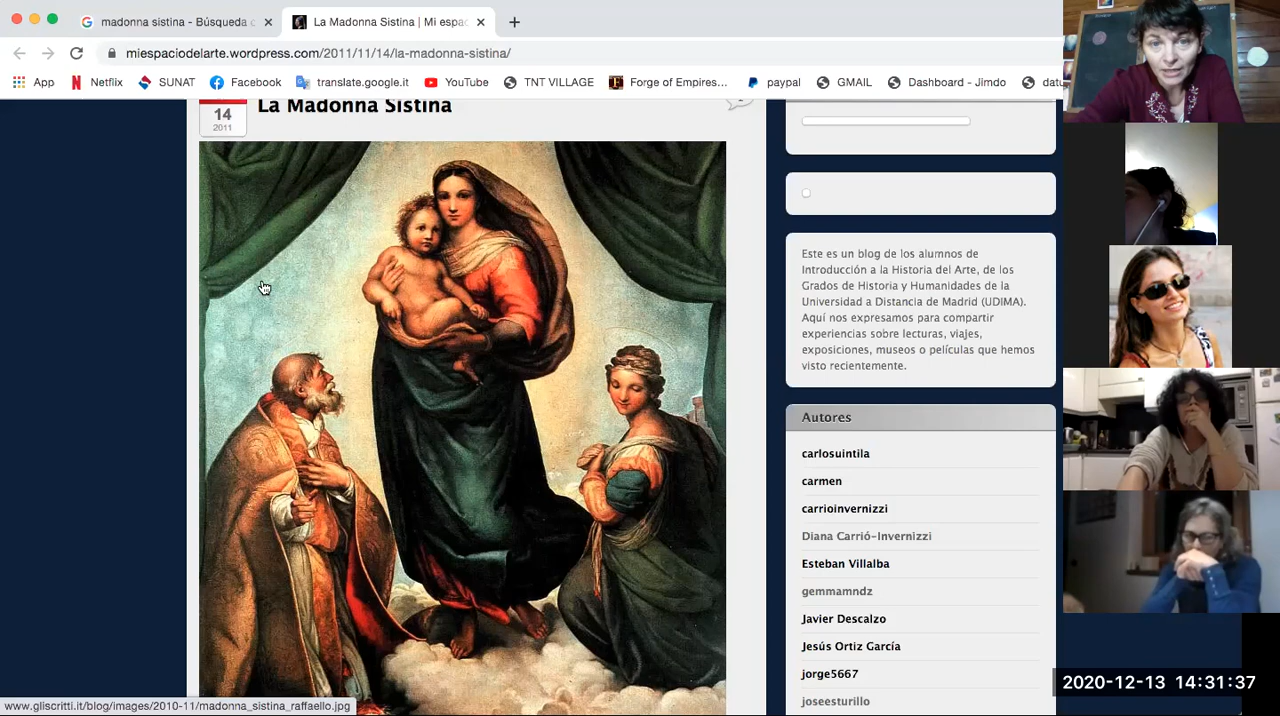 madonna sistina - Búsqueda
La Madonna Sistina | Mi espac
miespaciodelarte.wordpress.com/2011/11/14/la-madonna-sistina/
App Netflix SUNAT Facebook translate.google.it YouTube TNT VILLAGE Forge of Empires... paypal GMAIL Dashboard - Jimdo datu
14
2011
La Madonna Sistina
Este es un blog de los alumnos de
Introducción a la Historia del Arte, de los
Grados de Historia y Humanidades de la
Universidad a Distancia de Madrid (UDIMA).
Aquí nos expresamos para compartir
experiencias sobre lecturas, viajes,
exposiciones, museos o películas que hemos
visto recientemente.
Autores
carlosuintila
carmen
carrioinvernizzi
Diana Carrió-Invernizzi
Esteban Villalba
gemmamndz
Javier Descalzo
Jesús Ortiz García
jorge5667
joseesturillo
www.gliscritti.it/blog/images/2010-11/madonna_sistina_raffaello.jpg
2020-12-13 14:31:37